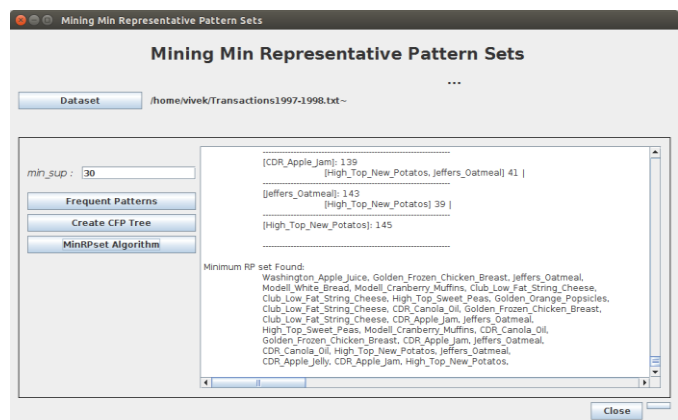 Mining Min Representative Pattern Sets
Mining Min Representative Pattern Sets
...
Dataset /home/vivek/Transactions1997-1998.txt~
min_sup : 30
Frequent Patterns
Create CFP Tree
MinRPset Algorithm
------------------------------------------------------------
[CDR_Apple_Jam]: 139
[High_Top_New_Potatos, Jeffers_Oatmeal] 41 |
------------------------------------------------------------
[Jeffers_Oatmeal]: 143
[High_Top_New_Potatos] 39 |
------------------------------------------------------------
[High_Top_New_Potatos]: 145
------------------------------------------------------------
Minimum RP set Found:
Washington_Apple_Juice, Golden_Frozen_Chicken_Breast, Jeffers_Oatmeal,
Modell_White_Bread, Modell_Cranberry_Muffins, Club_Low_Fat_String_Cheese,
Club_Low_Fat_String_Cheese, High_Top_Sweet_Peas, Golden_Orange_Popsicles,
Club_Low_Fat_String_Cheese, CDR_Canola_Oil, Golden_Frozen_Chicken_Breast,
Club_Low_Fat_String_Cheese, CDR_Apple_Jam, Jeffers_Oatmeal,
High_Top_Sweet_Peas, Modell_Cranberry_Muffins, CDR_Canola_Oil,
Golden_Frozen_Chicken_Breast, CDR_Apple_Jam, Jeffers_Oatmeal,
CDR_Canola_Oil, High_Top_New_Potatos, Jeffers_Oatmeal,
CDR_Apple_Jelly, CDR_Apple_Jam, High_Top_New_Potatos,
Close